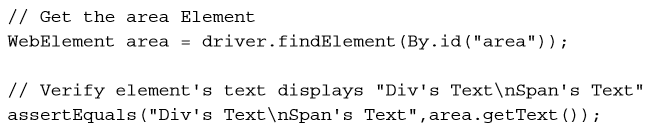 // Get the area Element
WebElement area = driver.findElement(By.id("area"));
// Verify element's text displays "Div's Text\nSpan's Text"
assertEquals("Div's Text\nSpan's Text",area.getText());